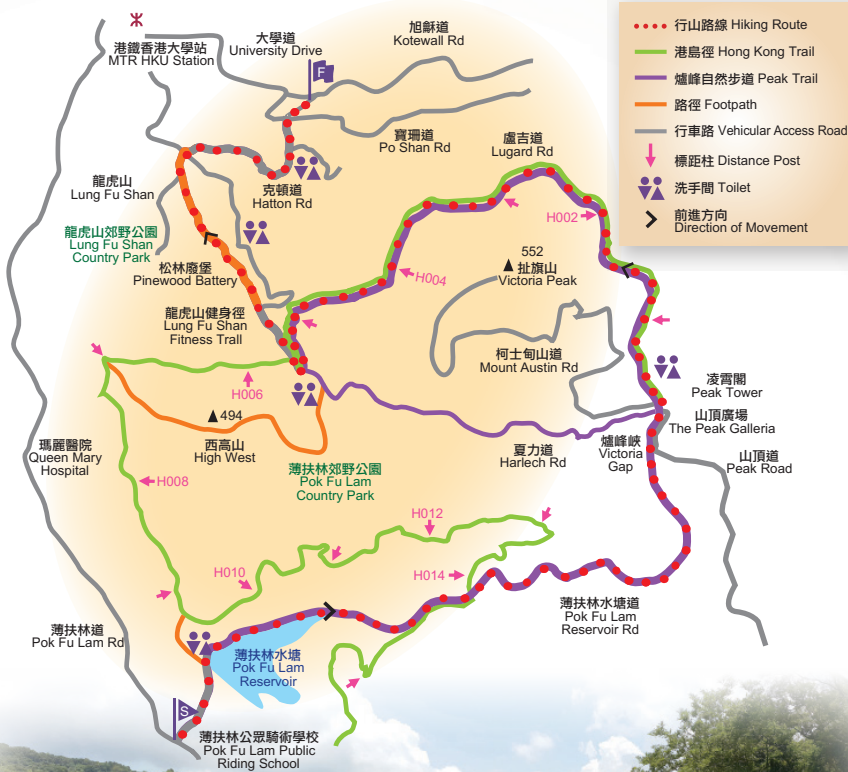 行山路線 Hiking Route
港島徑 Hong Kong Trail
爐峰自然步道 Peak Trail
路徑 Footpath
行車路 Vehicular Access Road
標距柱 Distance Post
洗手間 Toilet
前進方向
Direction of Movement
港鐵香港大學站
MTR HKU Station
大學道
University Drive
旭龢道
Kotewall Rd
F
寶珊道
Po Shan Rd
盧吉道
Lugard Rd
龍虎山
Lung Fu Shan
克頓道
Hatton Rd
H002
龍虎山郊野公園
Lung Fu Shan
Country Park
松林廢堡
Pinewood Battery
H004
552
扯旗山
Victoria Peak
龍虎山健身徑
Lung Fu Shan
Fitness Trall
柯士甸山道
Mount Austin Rd
H006
凌霄閣
Peak Tower
山頂廣場
The Peak Galleria
494
西高山
High West
瑪麗醫院
Queen Mary
Hospital
夏力道
Harlech Rd
爐峰峽
Victoria
Gap
山頂道
Peak Road
薄扶林郊野公園
Pok Fu Lam
Country Park
H008
H012
H010
H014
薄扶林道
Pok Fu Lam Rd
薄扶林水塘
Pok Fu Lam
Reservoir
薄扶林水塘道
Pok Fu Lam
Reservoir Rd
S
薄扶林公眾騎術學校
Pok Fu Lam Public
Riding School